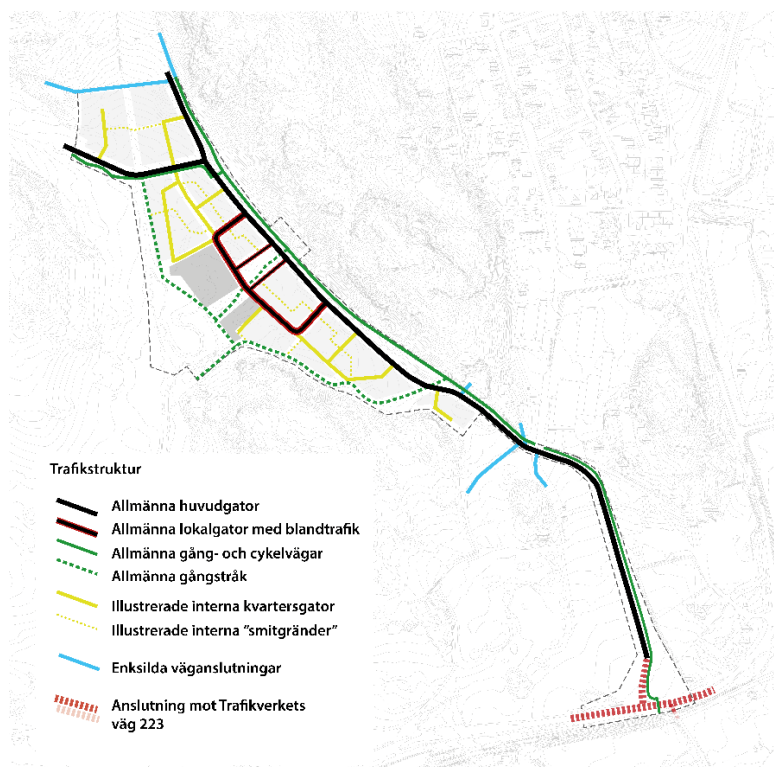 Trafikstruktur
Allmänna huvudgator
Allmänna lokalgator med blandtrafik
Allmänna gång- och cykelvägar
Allmänna gångstråk
Illustrerade interna kvartersgator
Illustrerade interna "smitgränder"
Enksilda väganslutningar
Anslutning mot Trafikverkets
väg 223